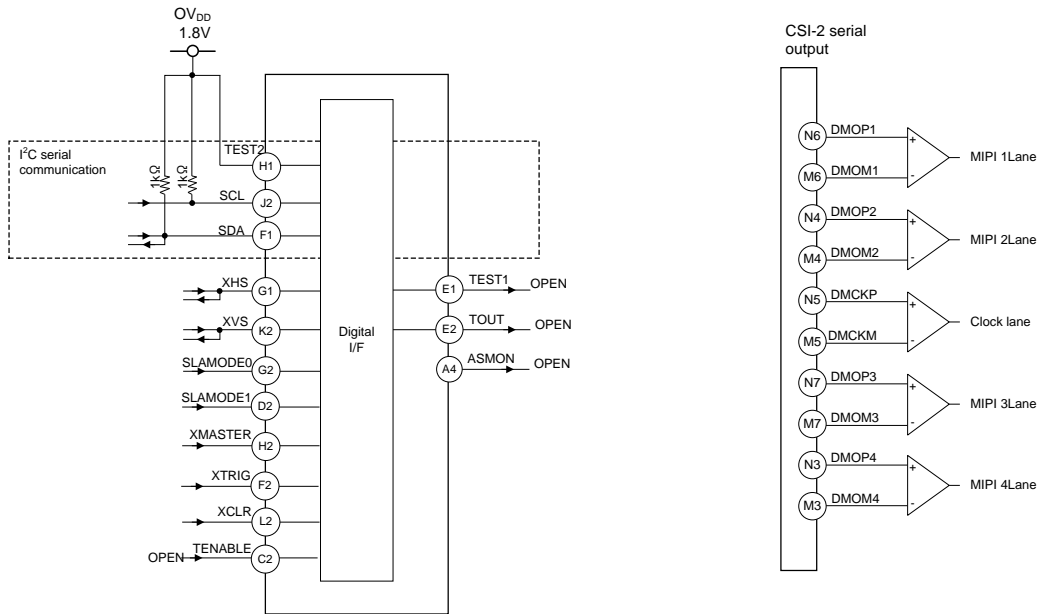 OVDD
1.8V
I2C serial
communication
1kΩ
1kΩ
TEST2
H1
SCL
J2
SDA
F1
XHS
G1
XVS
K2
SLAMODE0
G2
SLAMODE1
D2
XMASTER
H2
XTRIG
F2
XCLR
L2
OPEN
TENABLE
C2
Digital
I/F
E1
TEST1
OPEN
E2
TOUT
OPEN
A4
ASMON
OPEN
CSI-2 serial
output
N6
DMOP1
+
M6
DMOM1
-
MIPI 1Lane
N4
DMOP2
+
M4
DMOM2
-
MIPI 2Lane
N5
DMCKP
+
M5
DMCKM
-
Clock lane
N7
DMOP3
+
M7
DMOM3
-
MIPI 3Lane
N3
DMOP4
+
M3
DMOM4
-
MIPI 4Lane